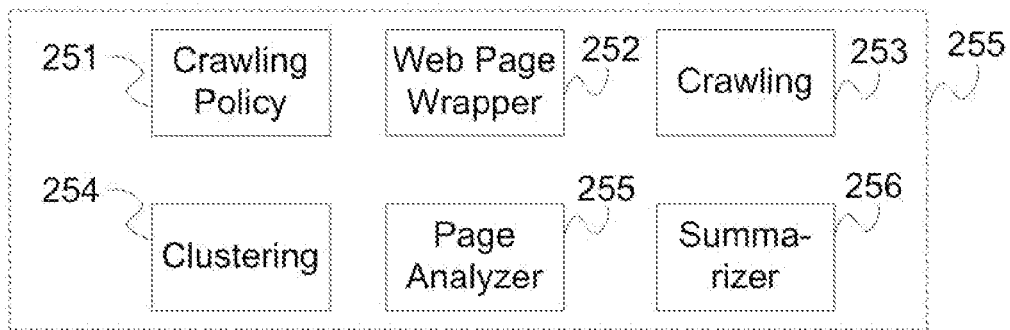 251 Crawling Policy
Web Page Wrapper 252
Crawling 253
255
254 Clustering
Page Analyzer 255
Summa-
rizer 256